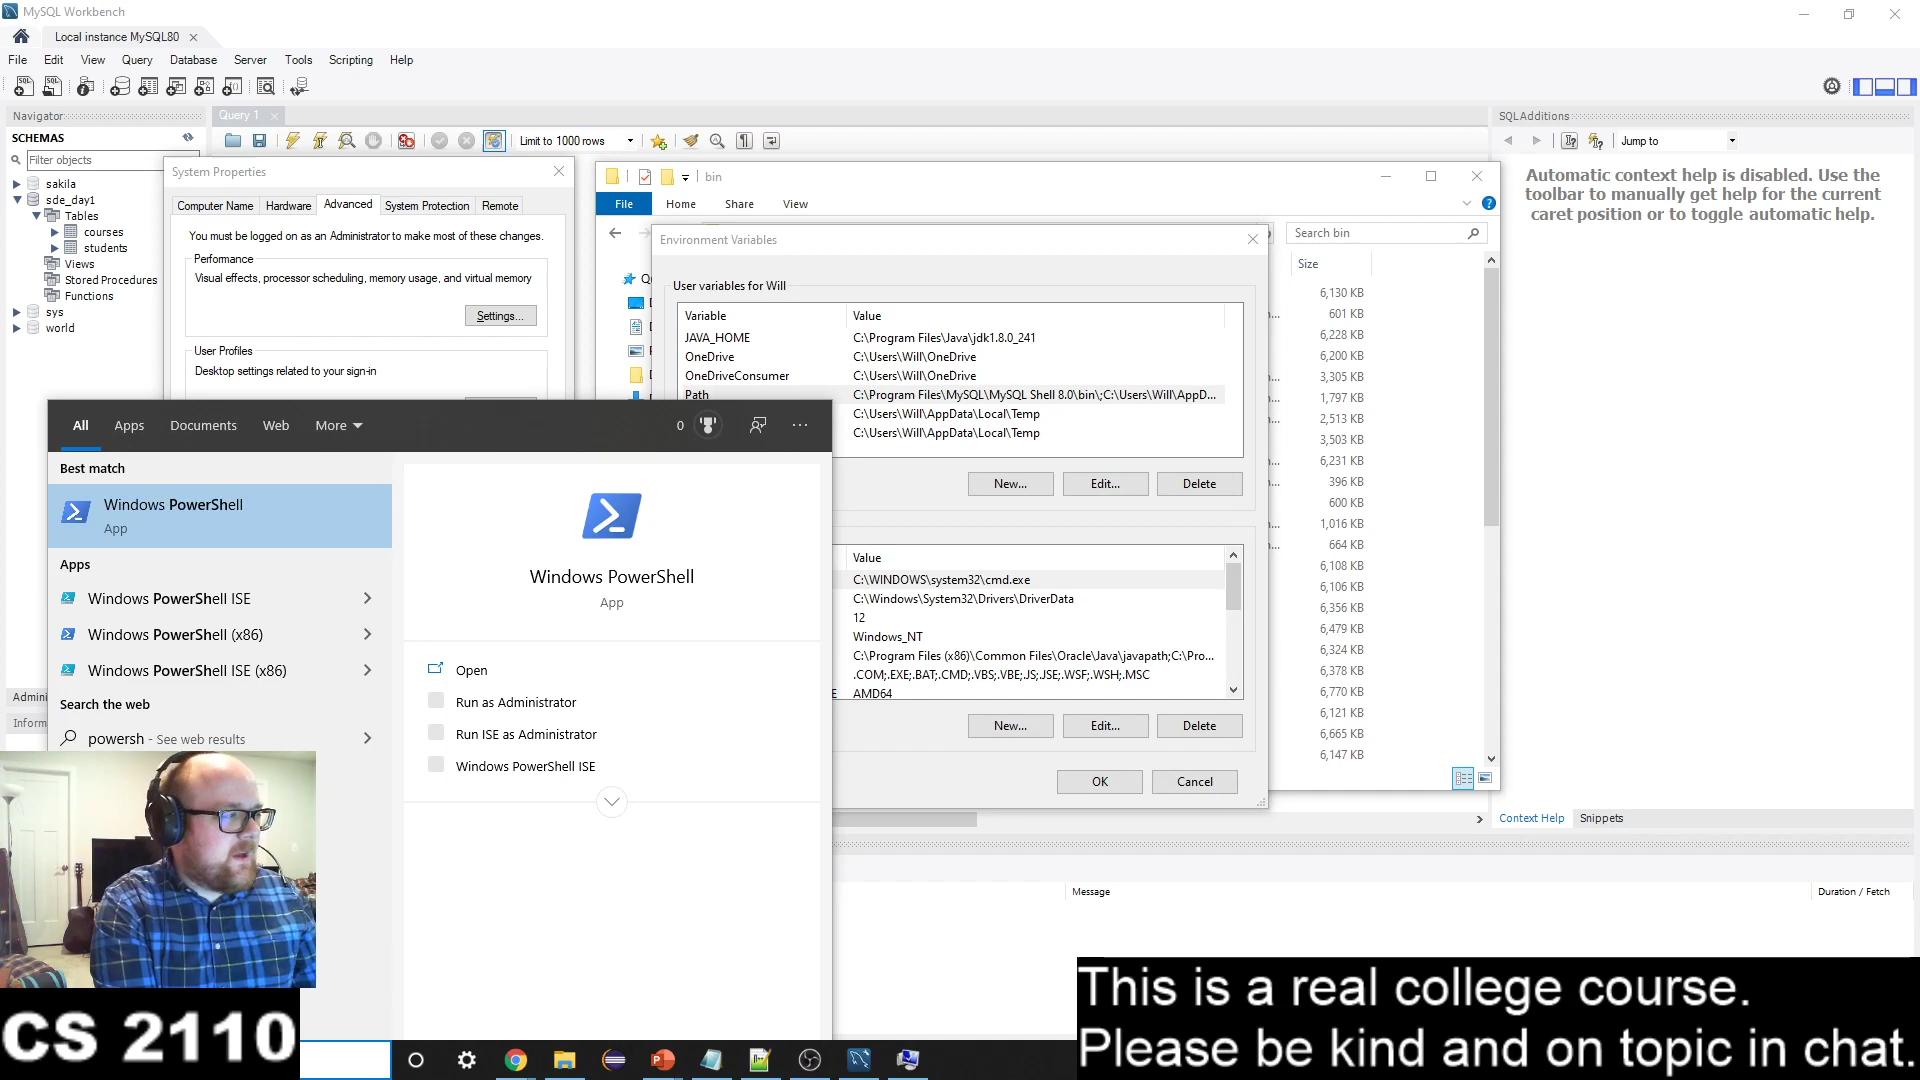 MySQL Workbench
Local instance MySQL80
File Edit View Query Database Server Tools Scripting Help
Navigator
SCHEMAS
Filter objects
sakila
sde_day1
Tables
courses
students
Views
Stored Procedures
Functions
sys
world
Query 1
Limit to 1000 rows
SQLAdditions
Jump to
Automatic context help is disabled. Use the
toolbar to manually get help for the current
caret position or to toggle automatic help.
System Properties
Computer Name Hardware Advanced System Protection Remote
You must be logged on as an Administrator to make most of these changes.
Performance
Visual effects, processor scheduling, memory usage, and virtual memory
Settings...
User Profiles
Desktop settings related to your sign-in
bin
File Home Share View
Search bin
Size
6,130 KB
601 KB
6,228 KB
6,200 KB
3,305 KB
1,797 KB
2,513 KB
3,503 KB
6,231 KB
396 KB
600 KB
1,016 KB
664 KB
6,108 KB
6,106 KB
6,356 KB
6,479 KB
6,324 KB
6,378 KB
6,770 KB
6,121 KB
6,665 KB
6,147 KB
Environment Variables
User variables for Will
Variable Value
JAVA_HOME C:\Program Files\Java\jdk1.8.0_241
OneDrive C:\Users\Will\OneDrive
OneDriveConsumer C:\Users\Will\OneDrive
Path C:\Program Files\MySQL\MySQL Shell 8.0\bin\;C:\Users\Will\AppD...
C:\Users\Will\AppData\Local\Temp
C:\Users\Will\AppData\Local\Temp
New... Edit... Delete
Value
C:\WINDOWS\system32\cmd.exe
C:\Windows\System32\Drivers\DriverData
12
Windows_NT
C:\Program Files (x86)\Common Files\Oracle\Java\javapath;C:\Pro...
.COM;.EXE;.BAT;.CMD;.VBS;.VBE;.JS;.JSE;.WSF;.WSH;.MSC
AMD64
New... Edit... Delete
OK Cancel
All Apps Documents Web More
0
Best match
Windows PowerShell
App
Apps
Windows PowerShell ISE
Windows PowerShell (x86)
Windows PowerShell ISE (x86)
Search the web
powersh - See web results
Windows PowerShell
App
Open
Run as Administrator
Run ISE as Administrator
Windows PowerShell ISE
Admini
Inform
Context Help Snippets
Message Duration / Fetch
CS 2110
This is a real college course.
Please be kind and on topic in chat.